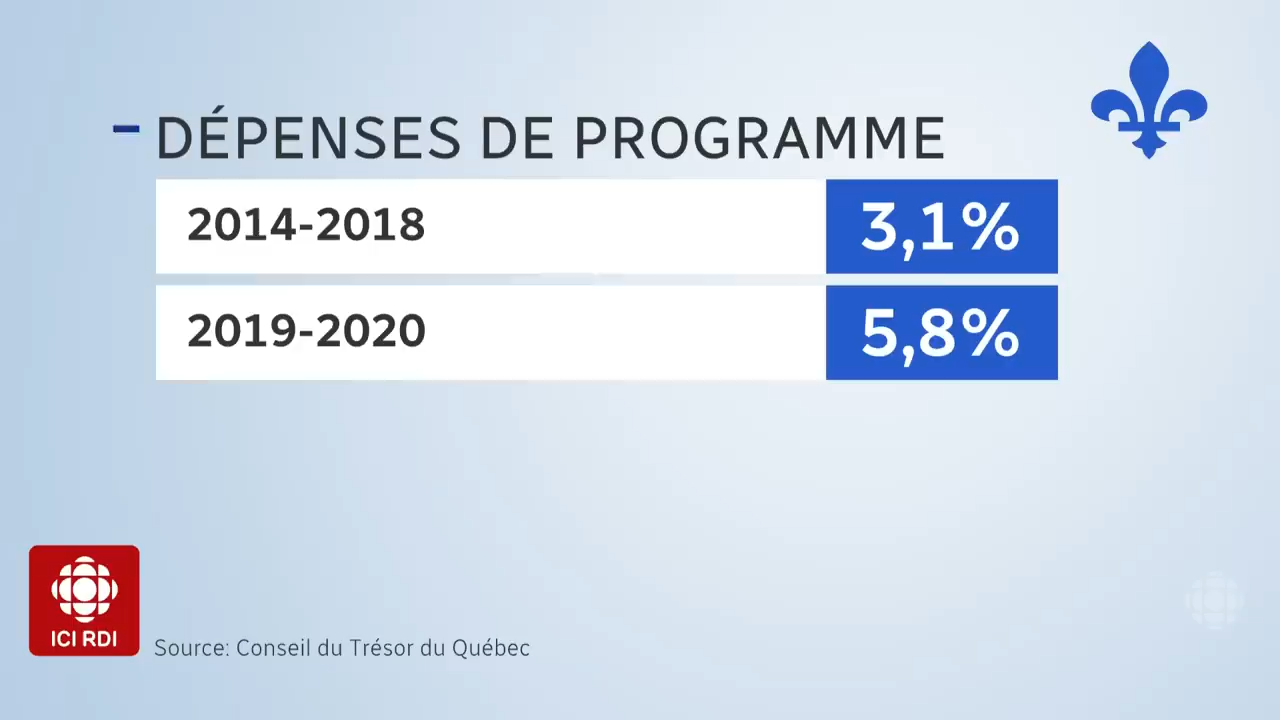 DÉPENSES DE PROGRAMME
2014-2018 3,1%
2019-2020 5,8%
ICI RDI
Source: Conseil du Trésor du Québec